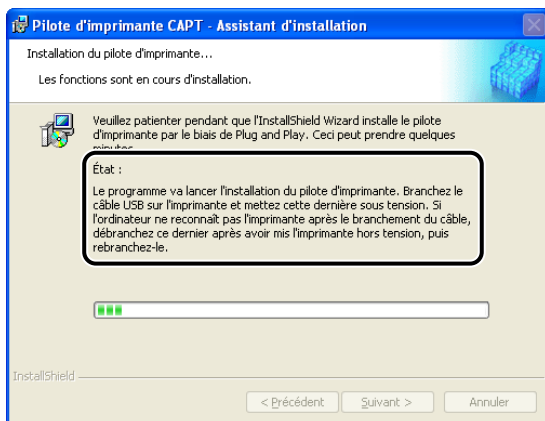 Pilote d'imprimante CAPT - Assistant d'installation
Installation du pilote d'imprimante...
Les fonctions sont en cours d'installation.
Veuillez patienter pendant que l'InstallShield Wizard installe le pilote
d'imprimante par le biais de Plug and Play. Ceci peut prendre quelques
minutes.
État :
Le programme va lancer l'installation du pilote d'imprimante. Branchez le
câble USB sur l'imprimante et mettez cette dernière sous tension. Si
l'ordinateur ne reconnaît pas l'imprimante après le branchement du câble,
débranchez ce dernier après avoir mis l'imprimante hors tension, puis
rebranchez-le.
InstallShield
< Précédent Suivant > Annuler